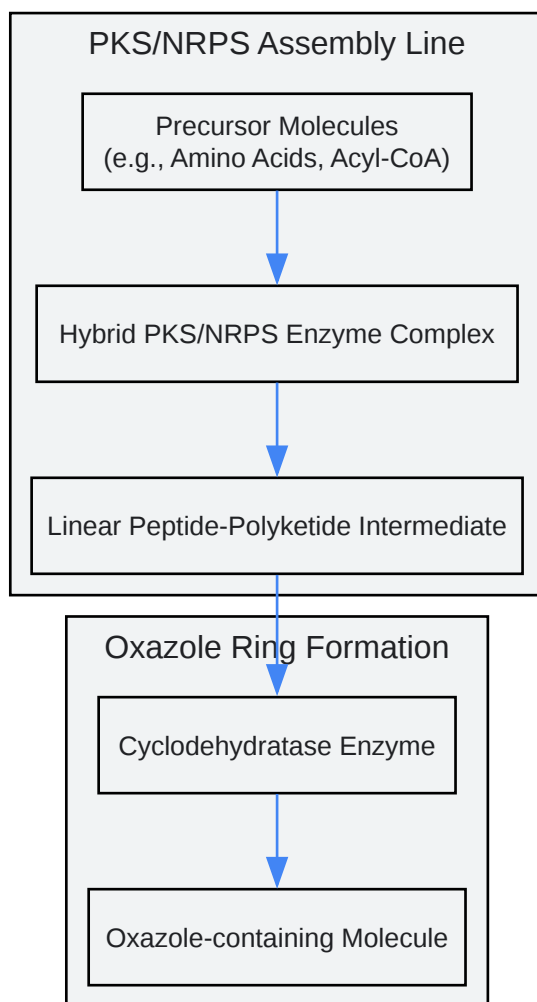 PKS/NRPS Assembly Line
Precursor Molecules
(e.g., Amino Acids, Acyl-CoA)
Hybrid PKS/NRPS Enzyme Complex
Linear Peptide-Polyketide Intermediate
Oxazole Ring Formation
Cyclodehydratase Enzyme
Oxazole-containing Molecule